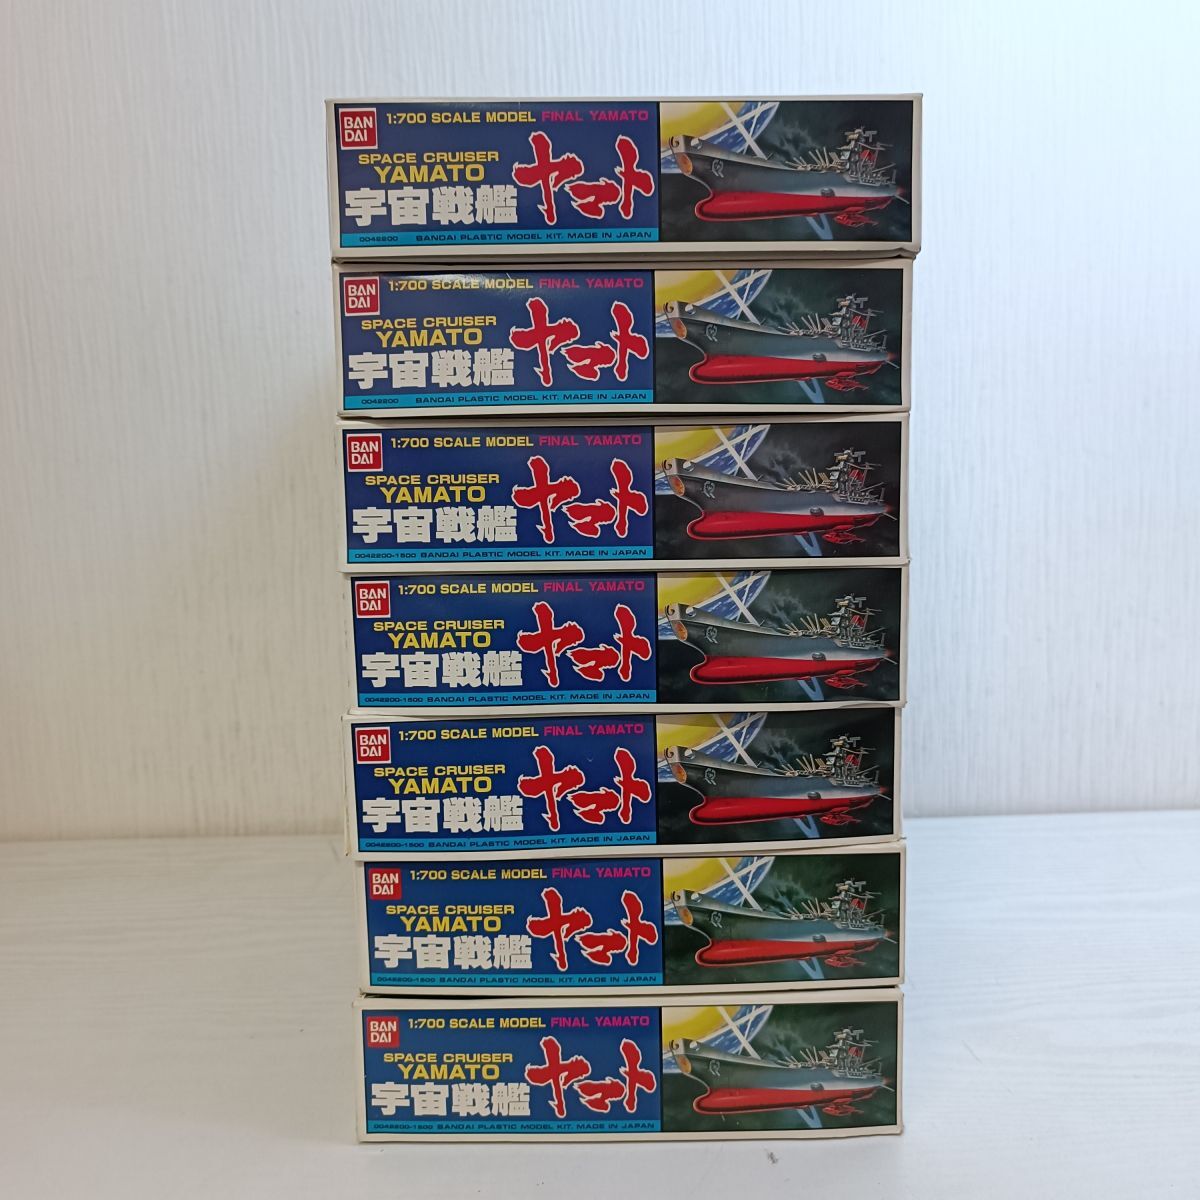 BAN
DAI
1:700 SCALE MODEL FINAL YAMATO
SPACE CRUISER
YAMATO
宇宙戦艦 ヤマト
0042200 BANDAI PLASTIC MODEL KIT. MADE IN JAPAN
BAN
DAI
1:700 SCALE MODEL FINAL YAMATO
SPACE CRUISER
YAMATO
宇宙戦艦 ヤマト
0042200 BANDAI PLASTIC MODEL KIT. MADE IN JAPAN
BAN
DAI
1:700 SCALE MODEL FINAL YAMATO
SPACE CRUISER
YAMATO
宇宙戦艦 ヤマト
0042200-1500 BANDAI PLASTIC MODEL KIT. MADE IN JAPAN
BAN
DAI
1:700 SCALE MODEL FINAL YAMATO
SPACE CRUISER
YAMATO
宇宙戦艦 ヤマト
0042200-1500 BANDAI PLASTIC MODEL KIT. MADE IN JAPAN
BAN
DAI
1:700 SCALE MODEL FINAL YAMATO
SPACE CRUISER
YAMATO
宇宙戦艦 ヤマト
0042200-1500 BANDAI PLASTIC MODEL KIT. MADE IN JAPAN
BAN
DAI
1:700 SCALE MODEL FINAL YAMATO
SPACE CRUISER
YAMATO
宇宙戦艦 ヤマト
0042200-1500 BANDAI PLASTIC MODEL KIT. MADE IN JAPAN
BAN
DAI
1:700 SCALE MODEL FINAL YAMATO
SPACE CRUISER
YAMATO
宇宙戦艦 ヤマト
0042200-1500 BANDAI PLASTIC MODEL KIT. MADE IN JAPAN